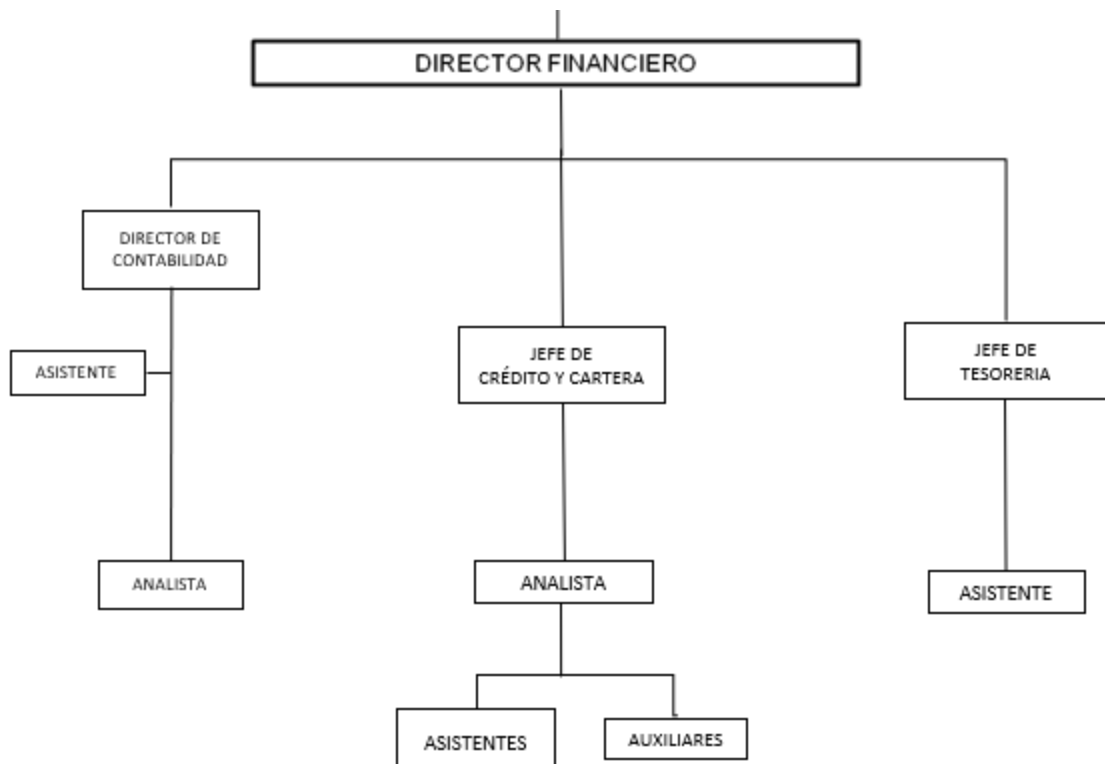 DIRECTOR FINANCIERO
DIRECTOR DE
CONTABILIDAD
ASISTENTE
JEFE DE
CRÉDITO Y CARTERA
JEFE DE
TESORERIA
ANALISTA
ANALISTA
ASISTENTE
ASISTENTES
AUXILIARES